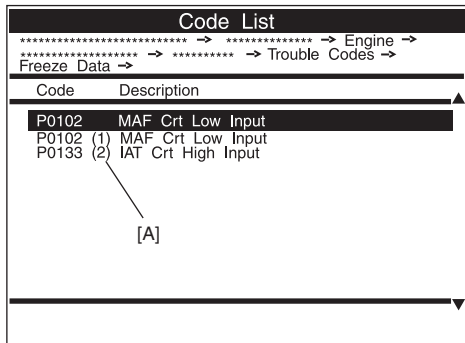 Code List
*************************** → ************** → Engine →
******************* → ********** → Trouble Codes →
Freeze Data →
Code Description
P0102 MAF Crt Low Input
P0102 (1) MAF Crt Low Input
P0133 (2) IAT Crt High Input
[A]